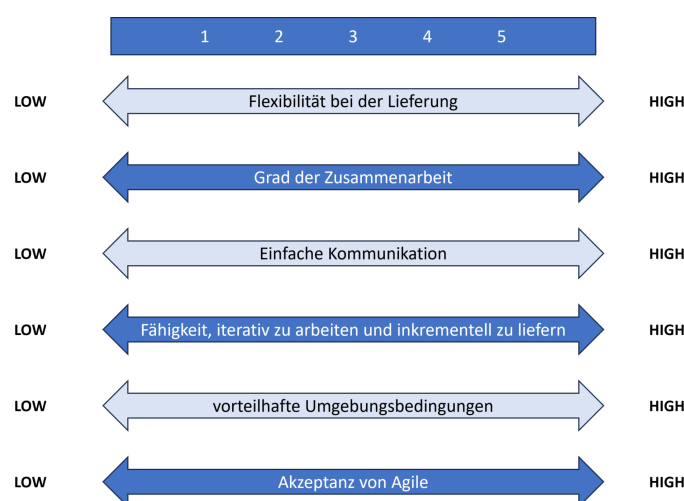 1 2 3 4 5
LOW Flexibilität bei der Lieferung HIGH
LOW Grad der Zusammenarbeit HIGH
LOW Einfache Kommunikation HIGH
LOW Fähigkeit, iterativ zu arbeiten und inkrementell zu liefern HIGH
LOW vorteilhafte Umgebungsbedingungen HIGH
LOW Akzeptanz von Agile HIGH